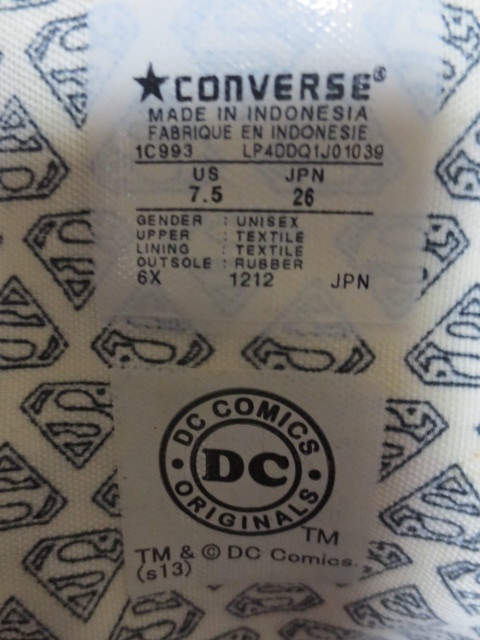 ★CONVERSE®
MADE IN INDONESIA
FABRIQUE EN INDONESIE
1C993 LP4DDQ1J01039
US JPN
7.5 26
GENDER : UNISEX
UPPER : TEXTILE
LINING : TEXTILE
OUTSOLE : RUBBER
6X 1212 JPN
DC COMICS
DC
ORIGINALS
TM
TM & © DC Comics.
(s13)